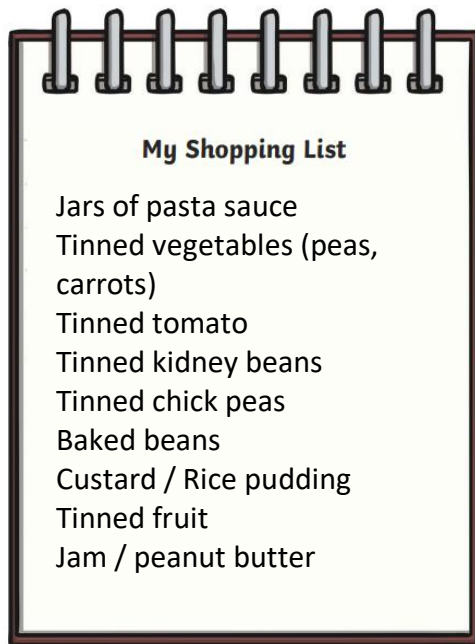 My Shopping List
Jars of pasta sauce
Tinned vegetables (peas,
carrots)
Tinned tomato
Tinned kidney beans
Tinned chick peas
Baked beans
Custard / Rice pudding
Tinned fruit
Jam / peanut butter